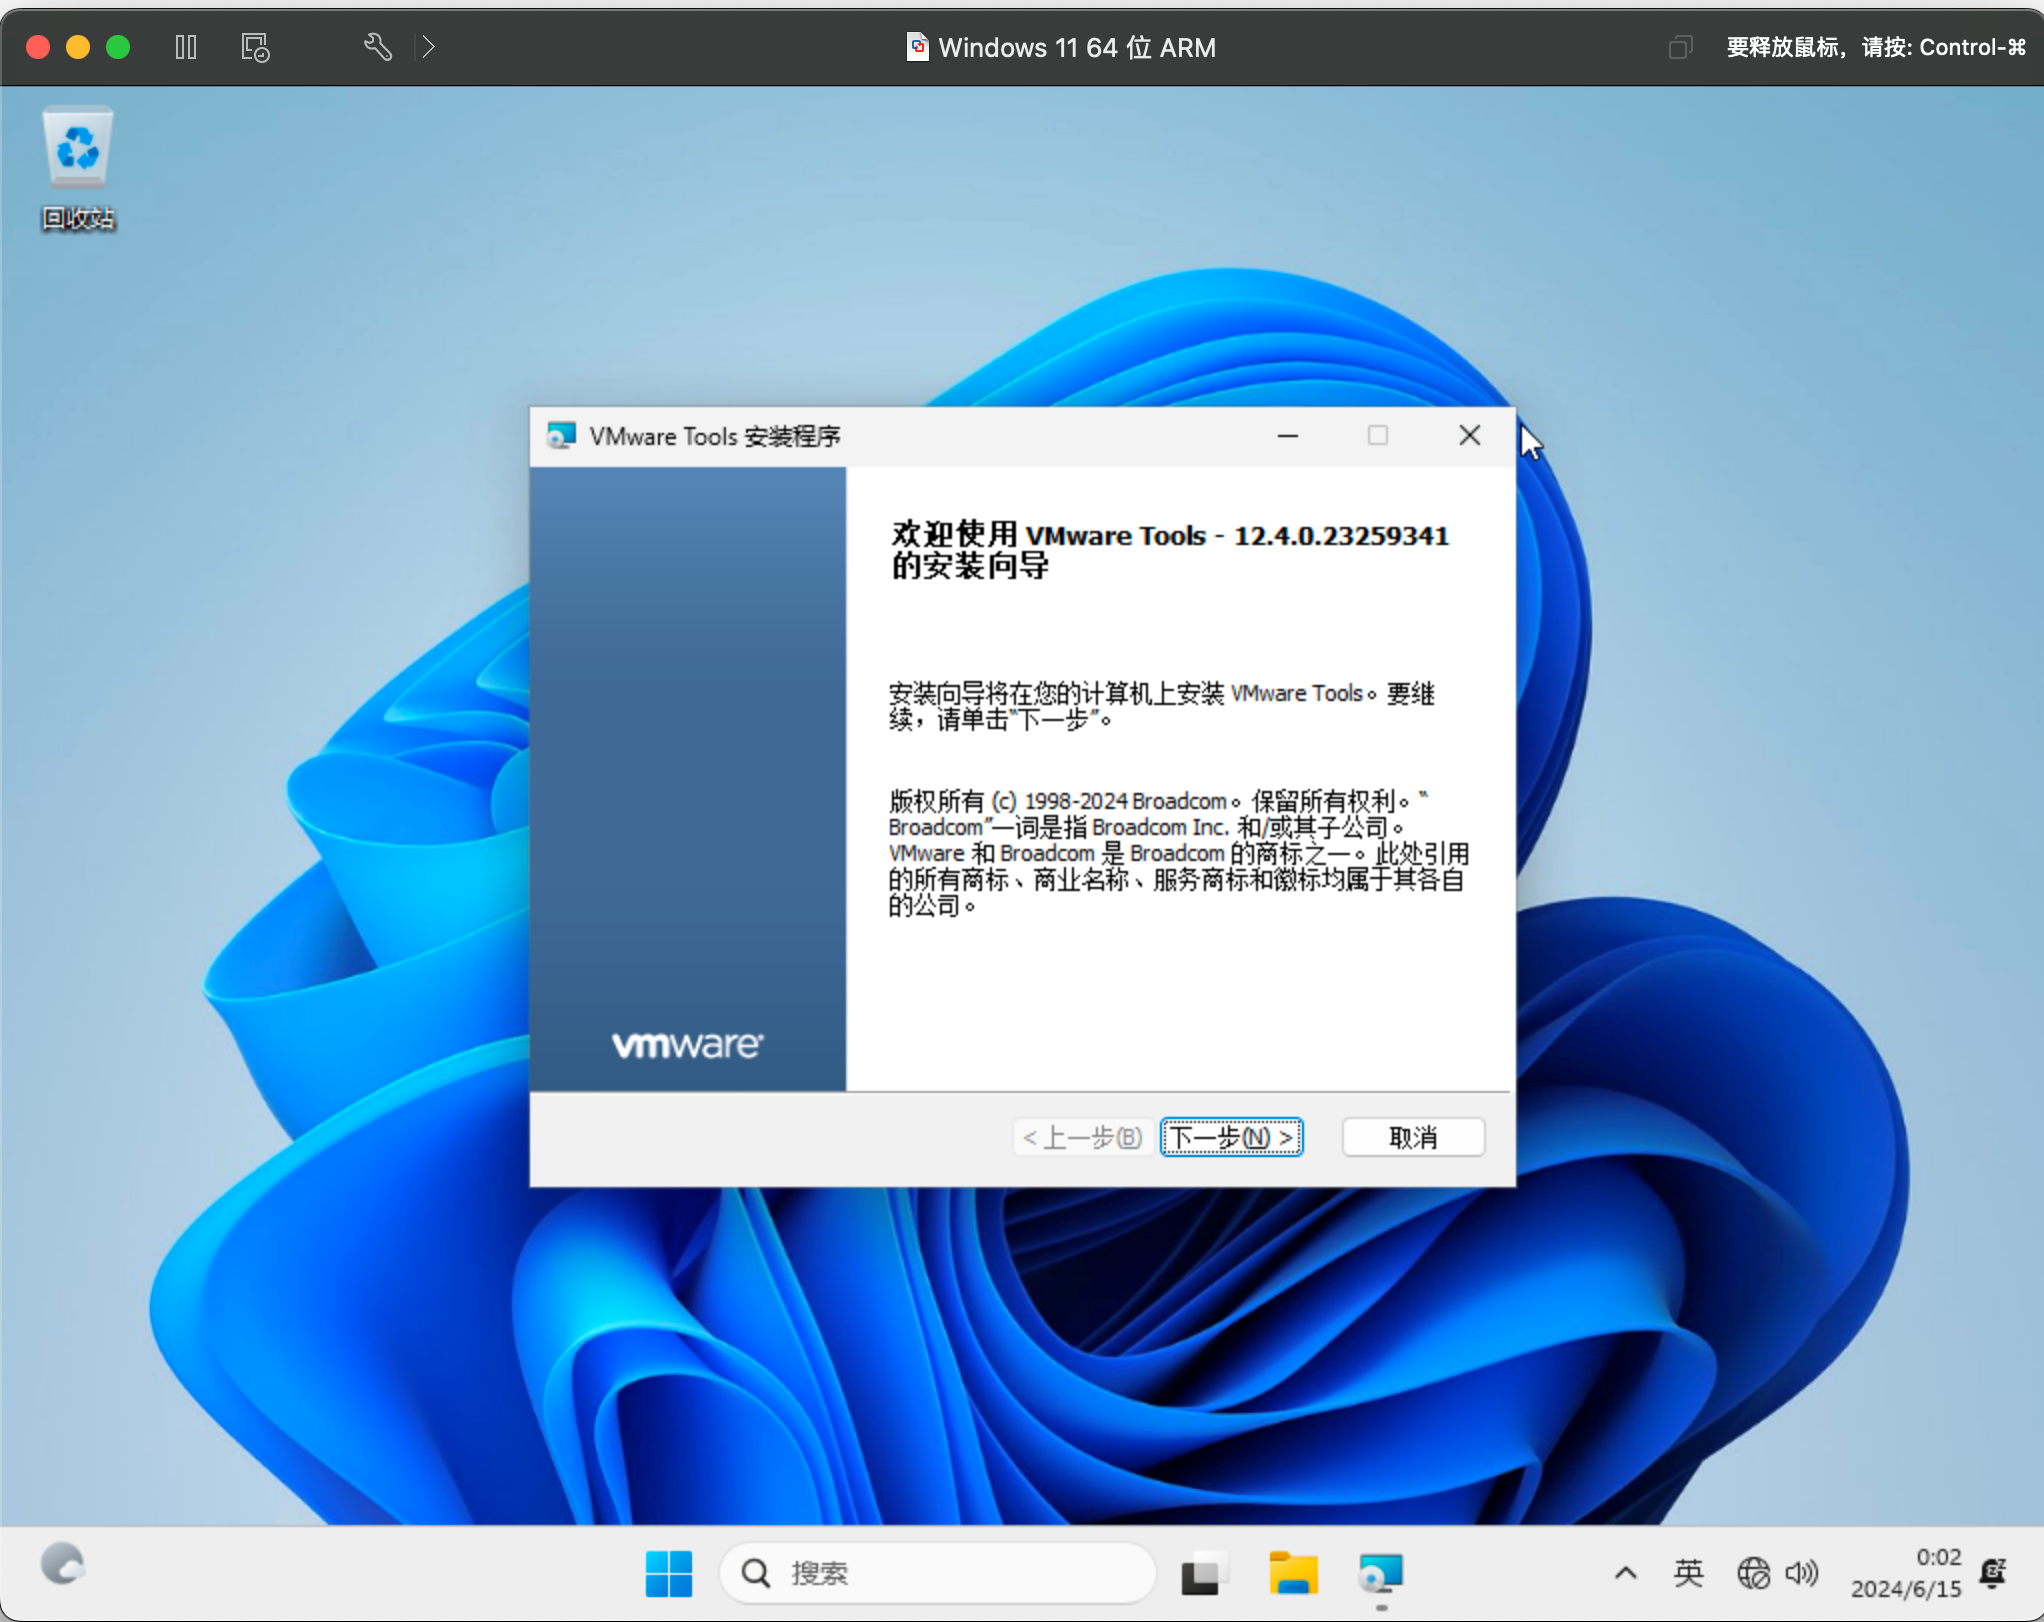 Windows 11 64 位 ARM
要释放鼠标，请按: Control-⌘
回收站
VMware Tools 安装程序
欢迎使用 VMware Tools - 12.4.0.23259341
的安装向导
安装向导将在您的计算机上安装 VMware Tools。要继
续，请单击“下一步”。
版权所有 (c) 1998-2024 Broadcom。保留所有权利。“
Broadcom”一词是指 Broadcom Inc. 和/或其子公司。
VMware 和 Broadcom 是 Broadcom 的商标之一。此处引用
的所有商标、商业名称、服务商标和徽标均属于其各自
的公司。
vmware
< 上一步(B)
下一步(N) >
取消
搜索
英
0:02
2024/6/15